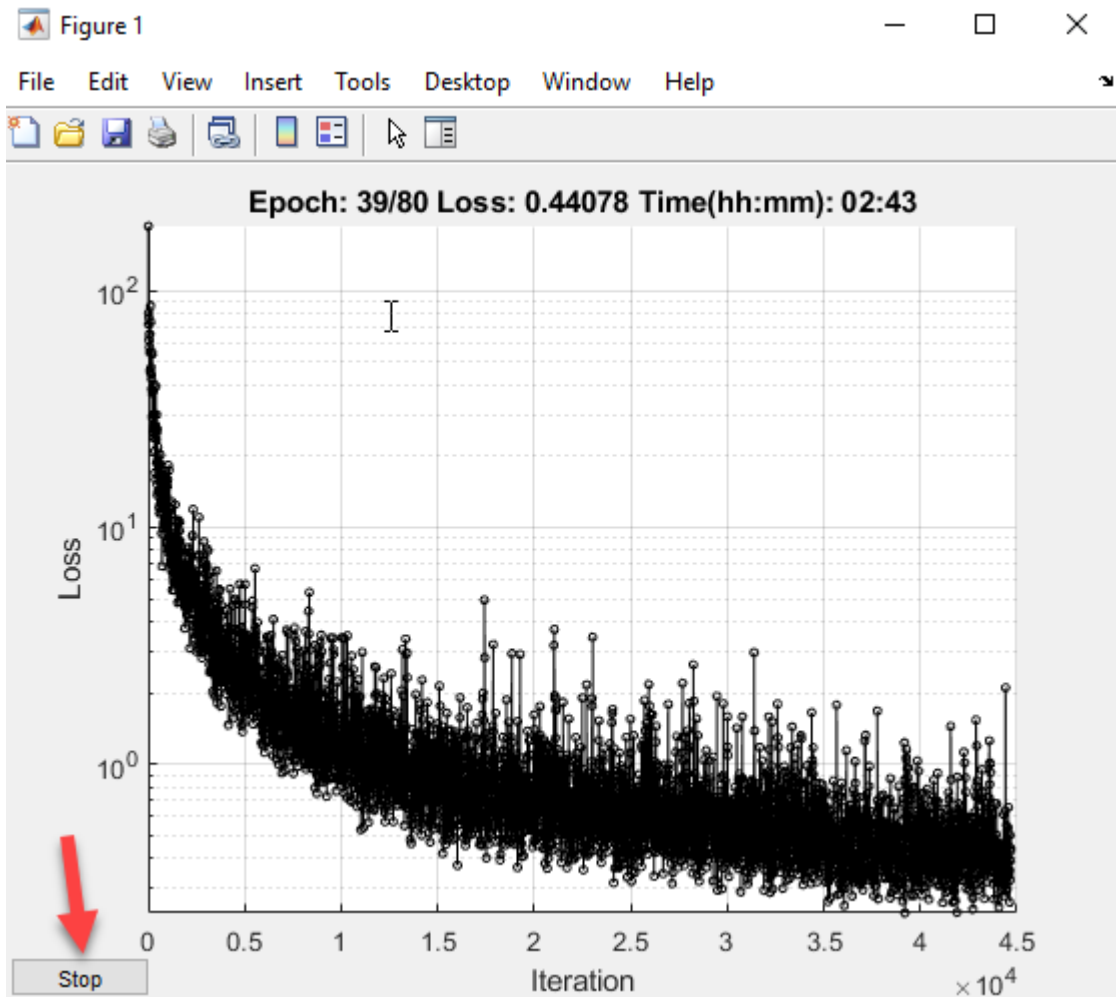 Figure 1
File Edit View Insert Tools Desktop Window Help
Epoch: 39/80 Loss: 0.44078 Time(hh:mm): 02:43
10^2
10^1
10^0
Loss
0 0.5 1 1.5 2 2.5 3 3.5 4 4.5
Stop
Iteration
×10^4